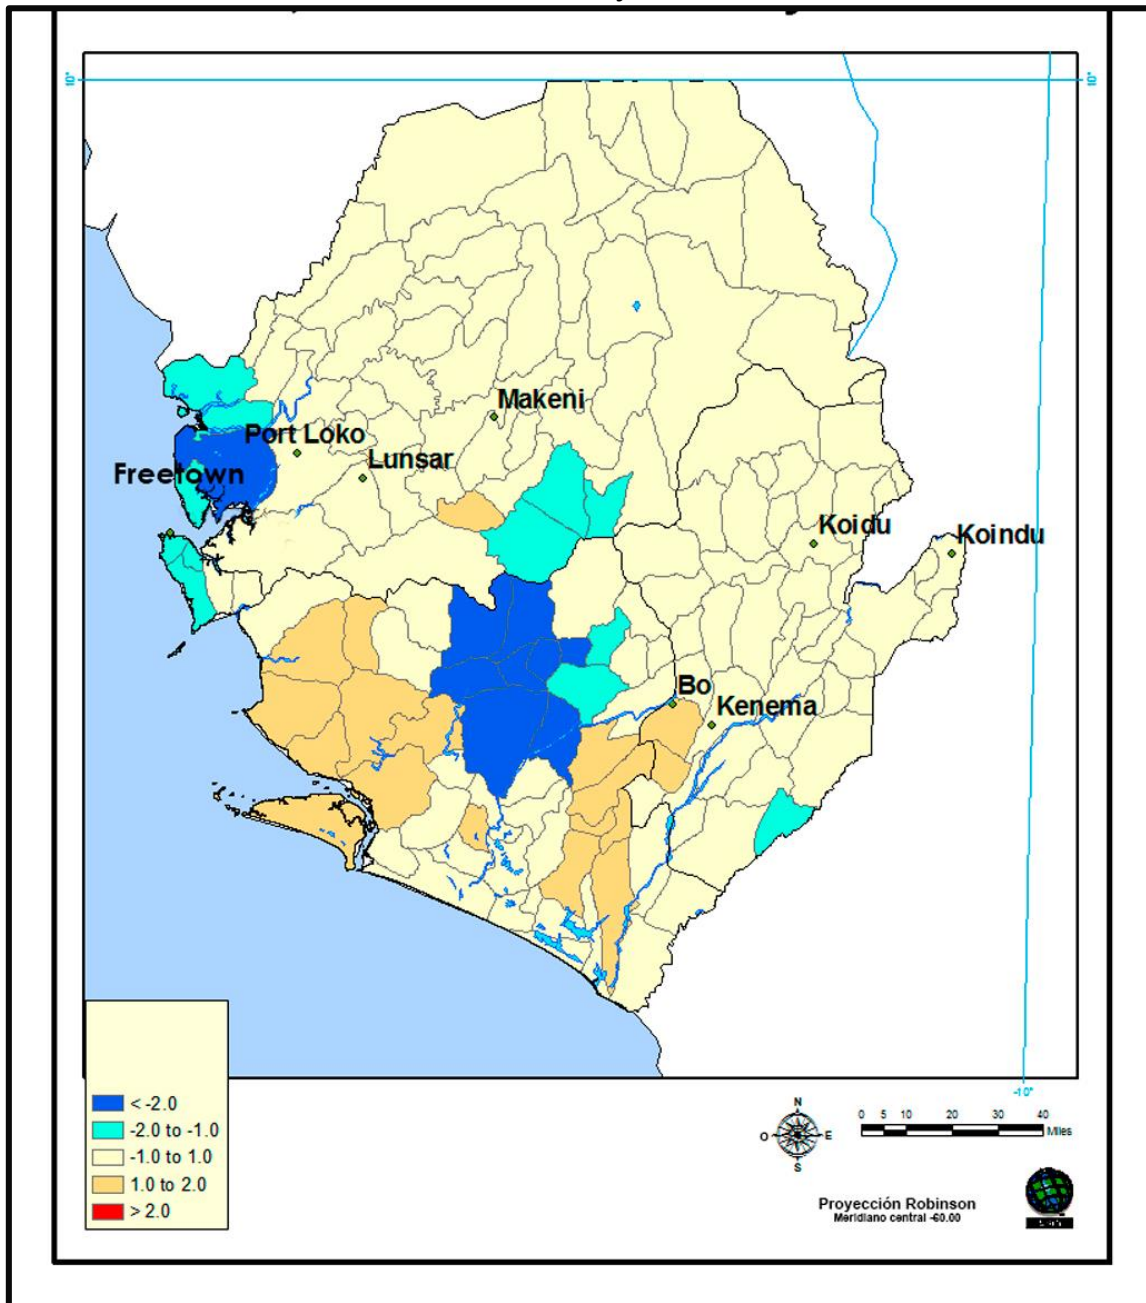 10°
10°
Makeni
Port Loko
Lunsar
Freetown
Koidu
Koindu
Bo
Kenema
< -2.0
-2.0 to -1.0
-1.0 to 1.0
1.0 to 2.0
> 2.0
-10°
N
O
E
S
0 5 10 20 30 40
Miles
Proyección Robinson
Meridiano central -60.00